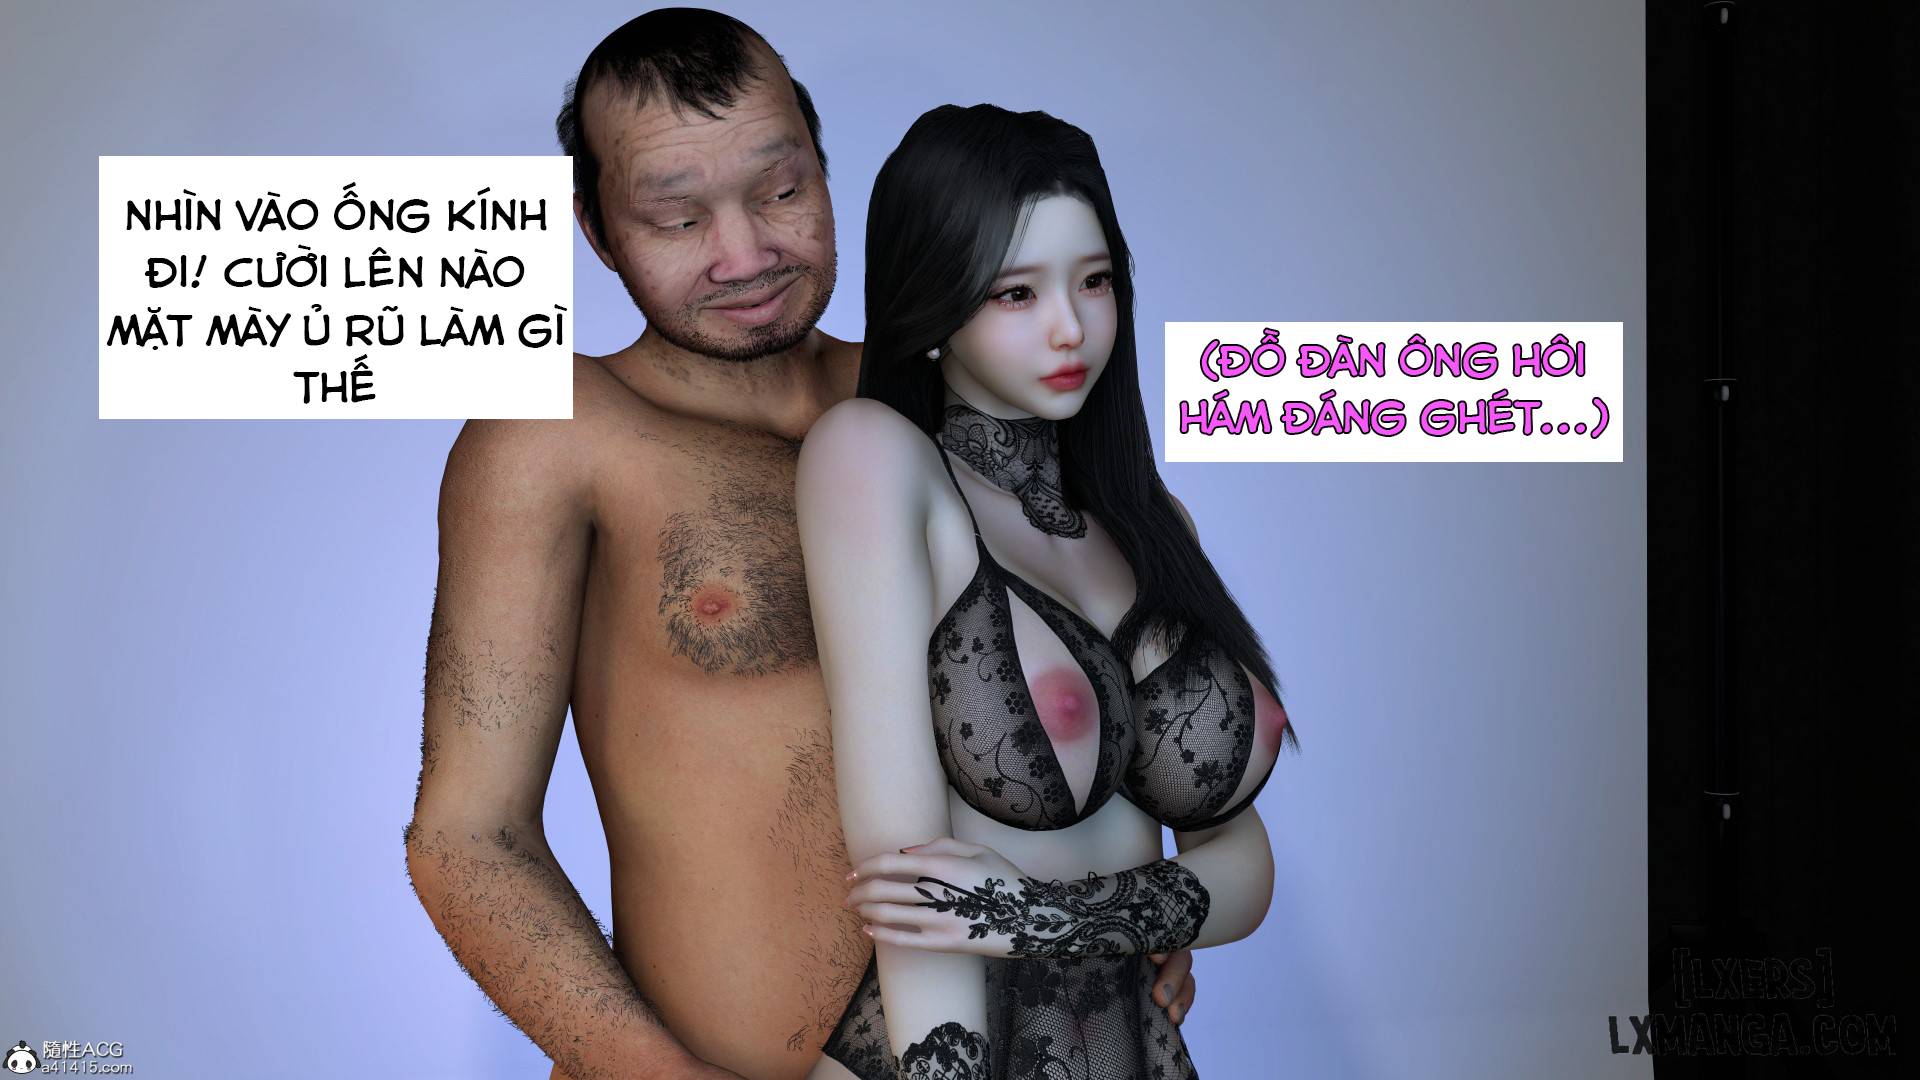 NHÌN VÀO ỐNG KÍNH
ĐI! CƯỜI LÊN NÀO
MẶT MÀY Ủ RŨ LÀM GÌ
THẾ
(ĐỒ ĐÀN ÔNG HÔI
HÁM ĐÁNG GHÉT...)
[LXERS]
LXMANGA.COM
隨性ACG
a41415.com